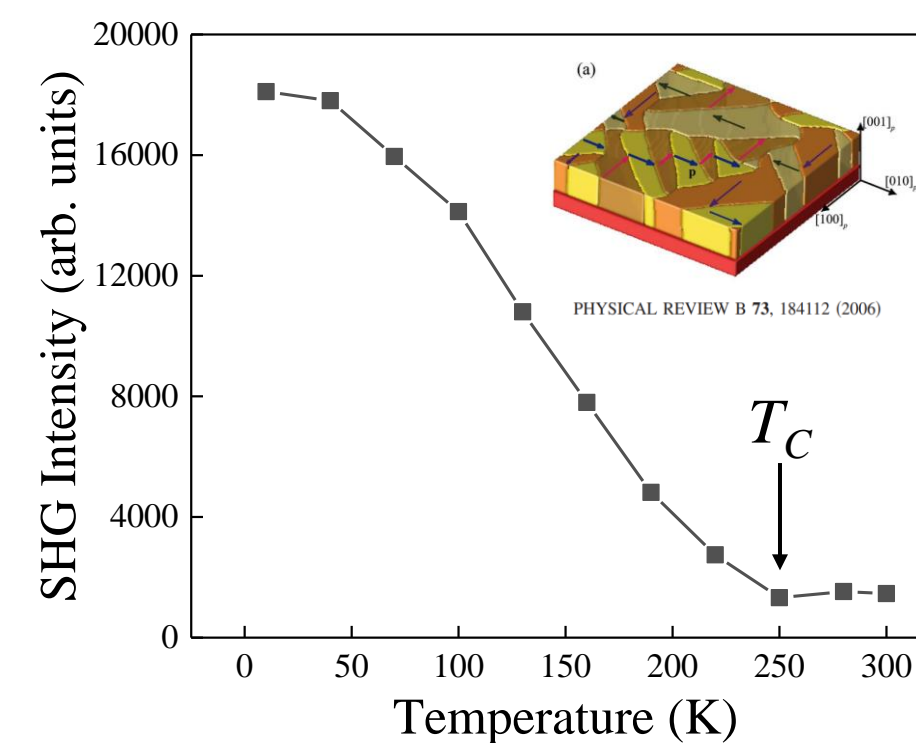 20000
16000
12000
8000
4000
0
SHG Intensity (arb. units)
(a)
[001]p
[010]p
[100]p
p
PHYSICAL REVIEW B 73, 184112 (2006)
TC
0 50 100 150 200 250 300
Temperature (K)